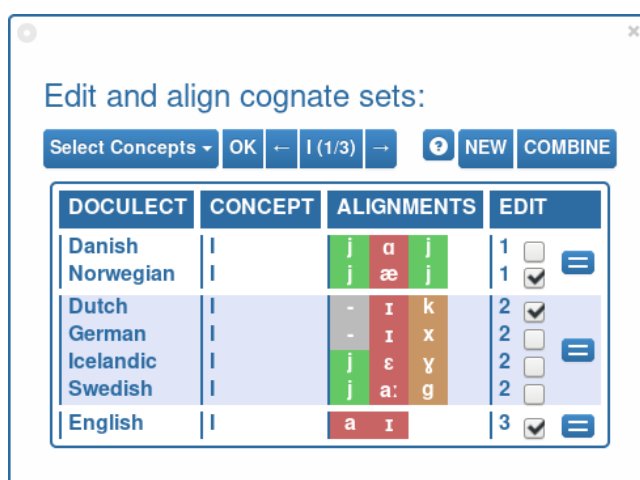 Edit and align cognate sets:
Select Concepts OK ← I (1/3) → ? NEW COMBINE
DOCULECT CONCEPT ALIGNMENTS EDIT
Danish I j ɑ j 1
Norwegian I j æ j 1
Dutch I - ɪ k 2
German I - ɪ x 2
Icelandic I j ɛ ɣ 2
Swedish I j aː g 2
English I a ɪ 3